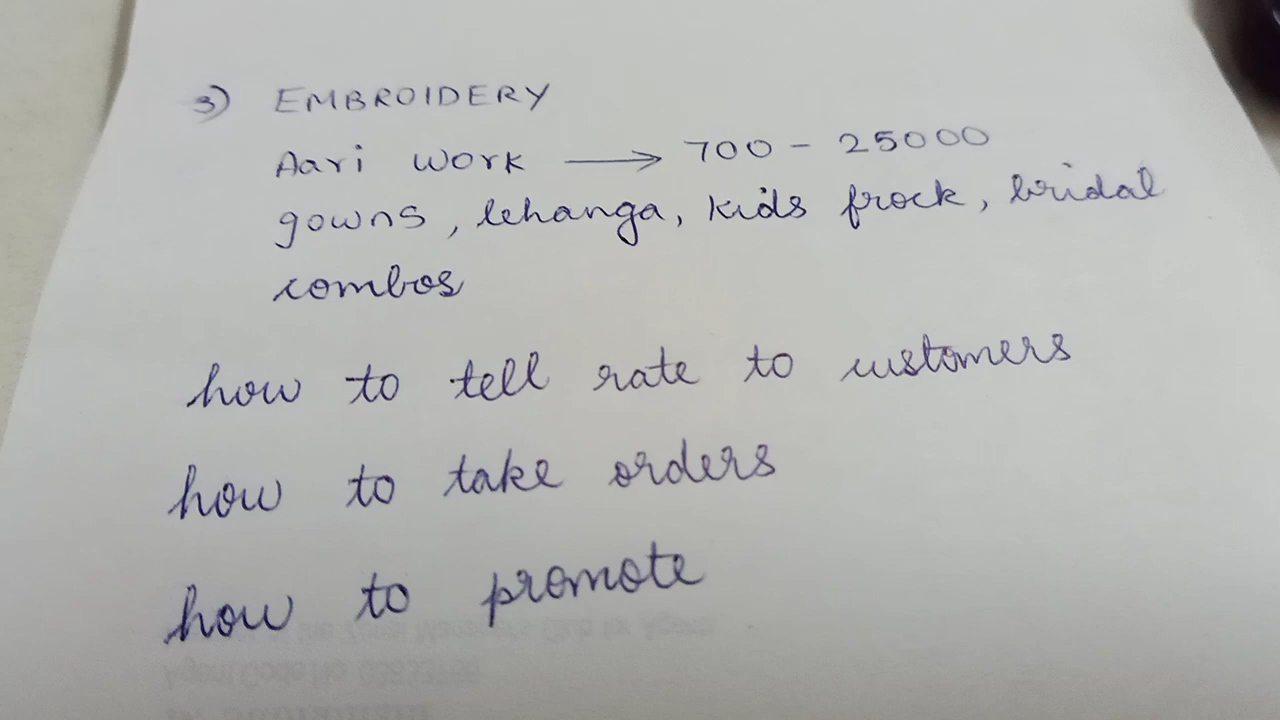 3) EMBROIDERY
Aari work → 700 - 25000
gowns, lehanga, kids frock, bridal
combos
how to tell rate to customers
how to take orders
how to promote